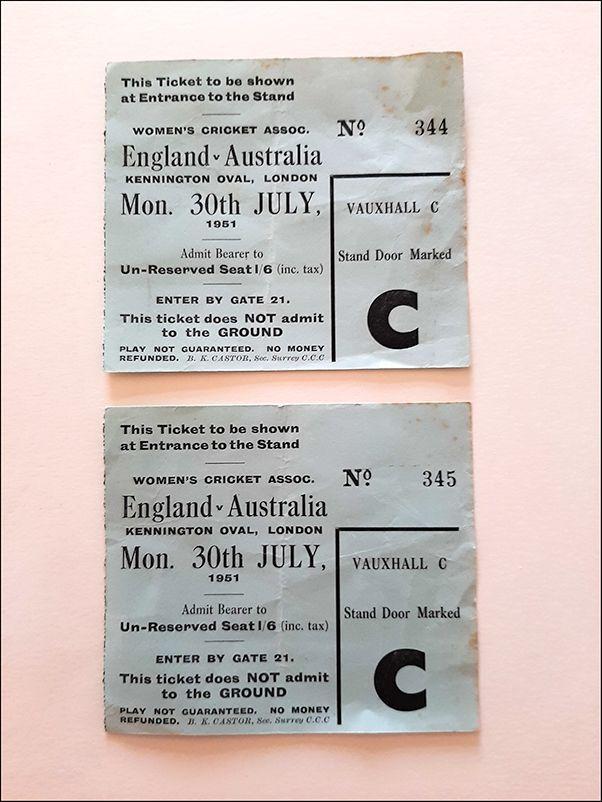 This Ticket to be shown
at Entrance to the Stand
WOMEN'S CRICKET ASSOC.
England v Australia
KENNINGTON OVAL, LONDON
Mon. 30th JULY,
1951
Admit Bearer to
Un-Reserved Seat 1/6 (inc. tax)
ENTER BY GATE 21.
This ticket does NOT admit
to the GROUND
PLAY NOT GUARANTEED. NO MONEY
REFUNDED. B. K. CASTOR, Sec. Surrey C.C.C
Nº 344
VAUXHALL C
Stand Door Marked
C
This Ticket to be shown
at Entrance to the Stand
WOMEN'S CRICKET ASSOC.
England v Australia
KENNINGTON OVAL, LONDON
Mon. 30th JULY,
1951
Admit Bearer to
Un-Reserved Seat 1/6 (inc. tax)
ENTER BY GATE 21.
This ticket does NOT admit
to the GROUND
PLAY NOT GUARANTEED. NO MONEY
REFUNDED. B. K. CASTOR, Sec. Surrey C.C.C
Nº 345
VAUXHALL C
Stand Door Marked
C